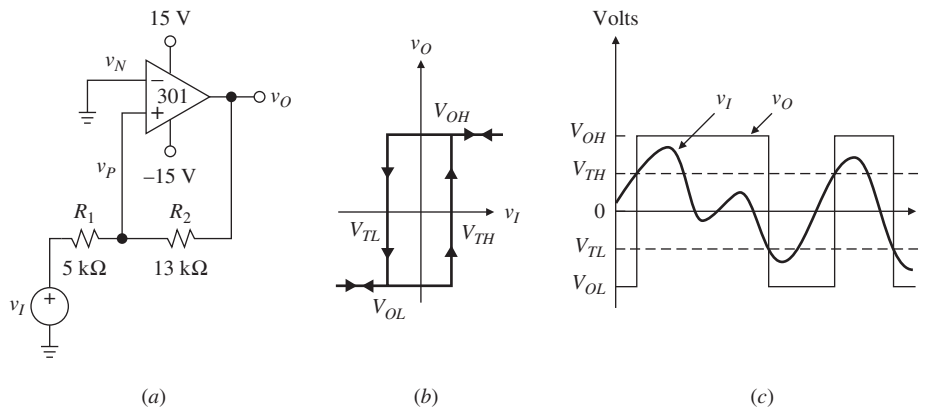 15 V
v_N
−
301
+
v_O
v_P
−15 V
R_1
R_2
5 kΩ
13 kΩ
v_I
+
(a)
v_O
V_OH
v_I
V_TL
V_TH
V_OL
(b)
Volts
v_I
v_O
V_OH
V_TH
0
V_TL
V_OL
(c)